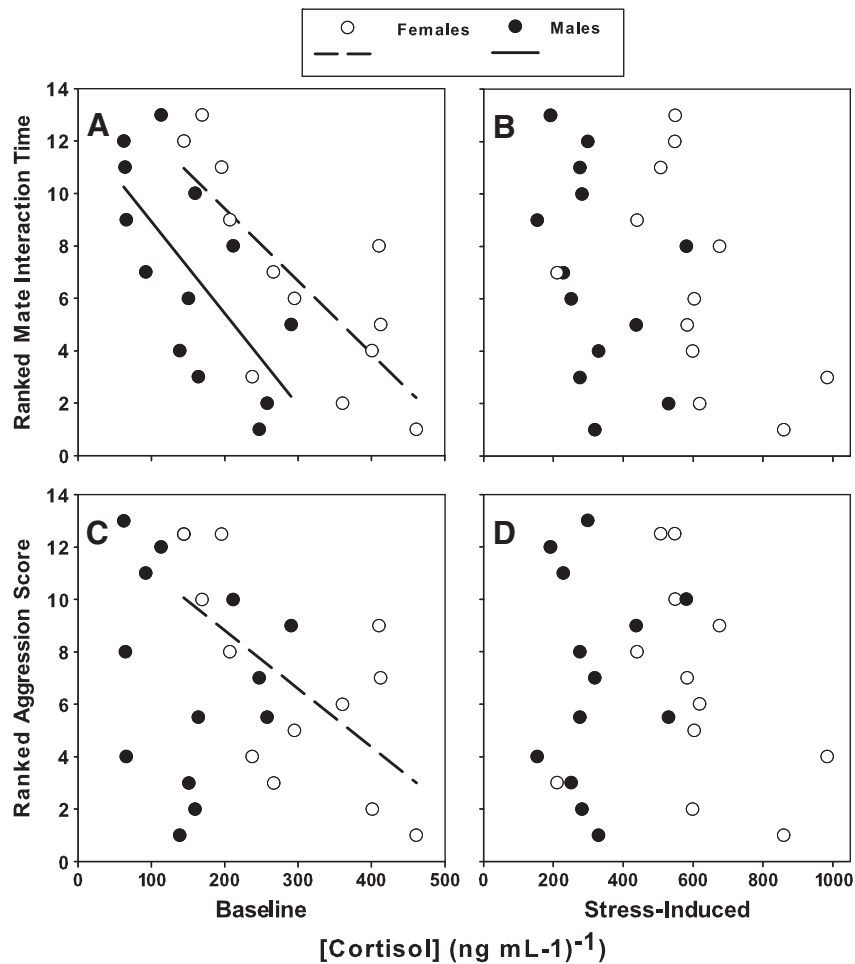 Females Males
Ranked Mate Interaction Time
14
12
10
8
6
4
2
0
A
B
Ranked Aggression Score
14
12
10
8
6
4
2
0
C
D
0 100 200 300 400 500
0 200 400 600 800 1000
Baseline
Stress-Induced
[Cortisol] (ng mL-1)-1)